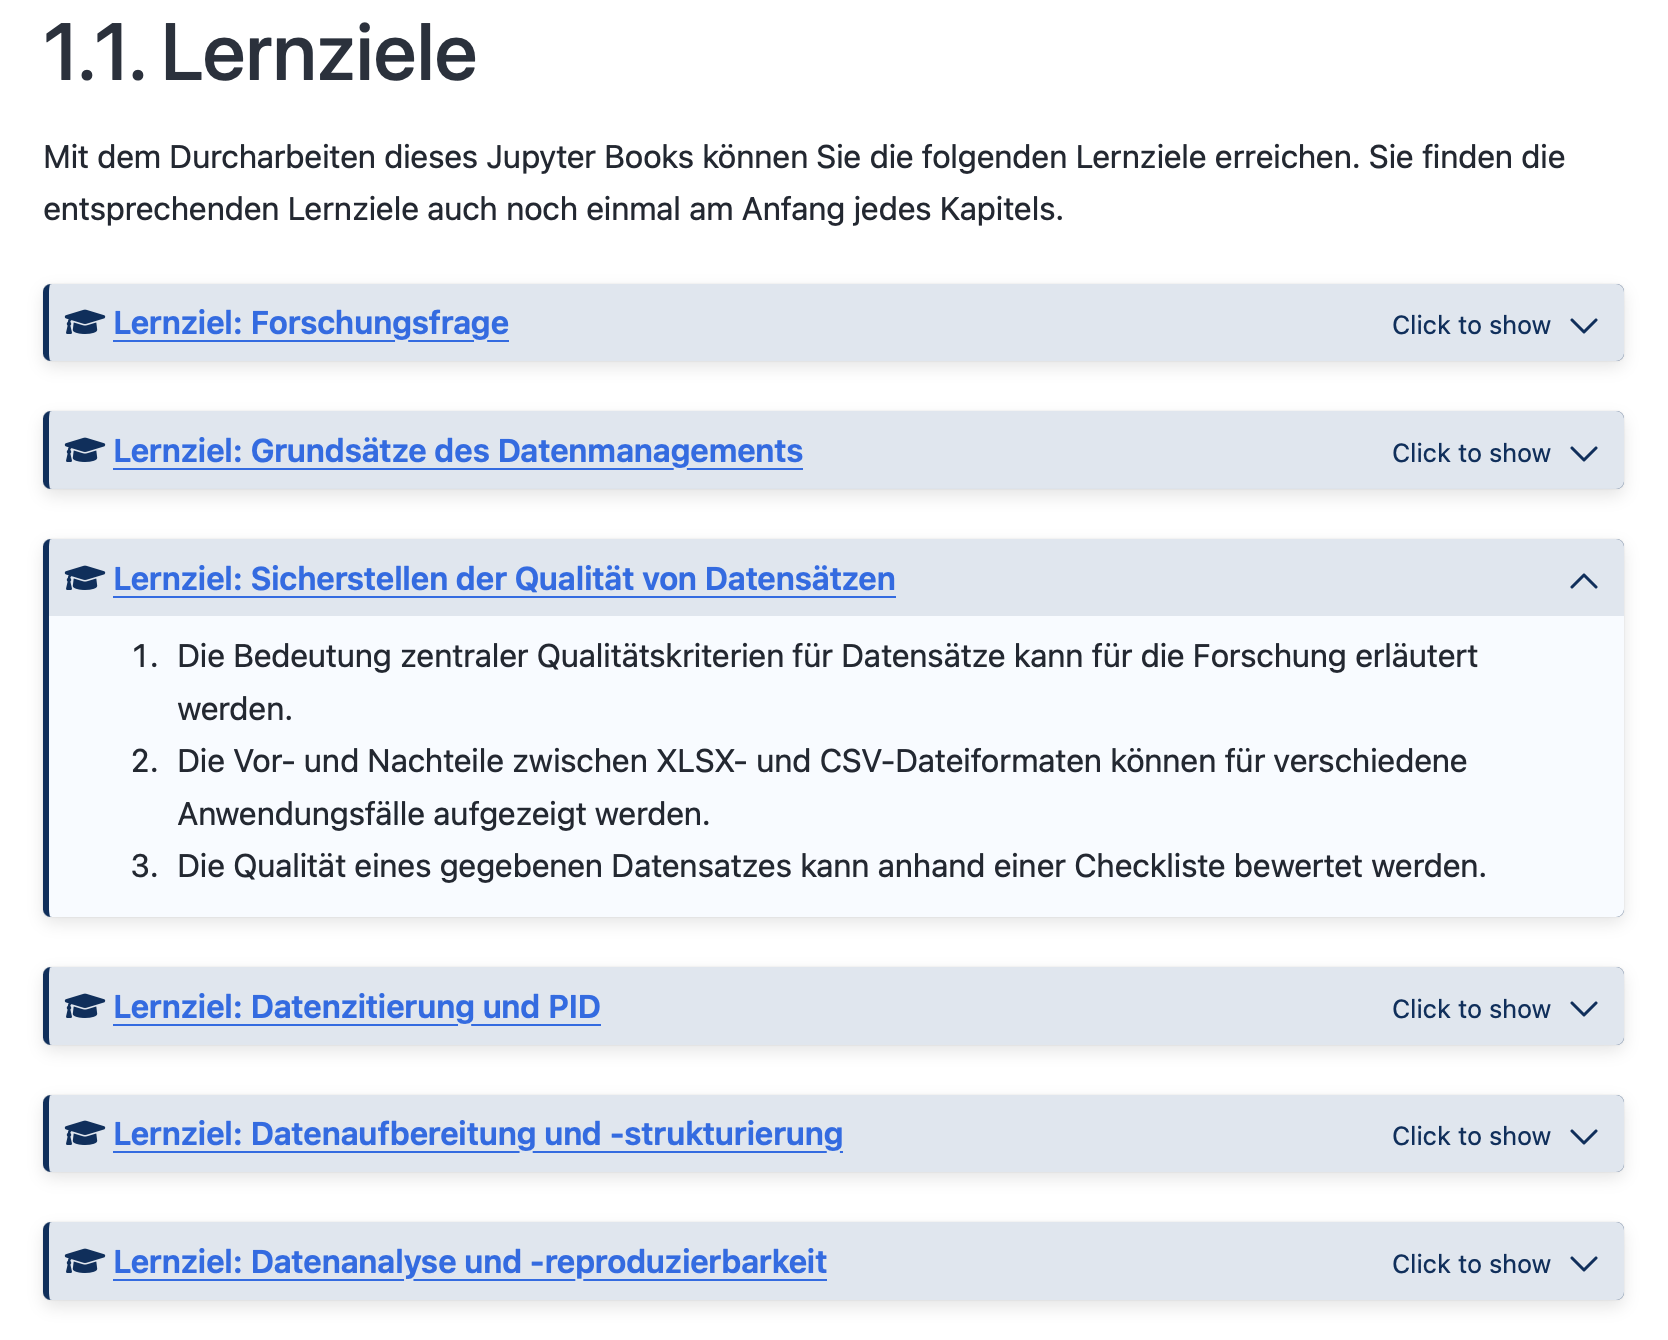 1.1. Lernziele
Mit dem Durcharbeiten dieses Jupyter Books können Sie die folgenden Lernziele erreichen. Sie finden die
entsprechenden Lernziele auch noch einmal am Anfang jedes Kapitels.
Lernziel: Forschungsfrage Click to show
Lernziel: Grundsätze des Datenmanagements Click to show
Lernziel: Sicherstellen der Qualität von Datensätzen
1. Die Bedeutung zentraler Qualitätskriterien für Datensätze kann für die Forschung erläutert
werden.
2. Die Vor- und Nachteile zwischen XLSX- und CSV-Dateiformaten können für verschiedene
Anwendungsfälle aufgezeigt werden.
3. Die Qualität eines gegebenen Datensatzes kann anhand einer Checkliste bewertet werden.
Lernziel: Datenzitierung und PID Click to show
Lernziel: Datenaufbereitung und -strukturierung Click to show
Lernziel: Datenanalyse und -reproduzierbarkeit Click to show